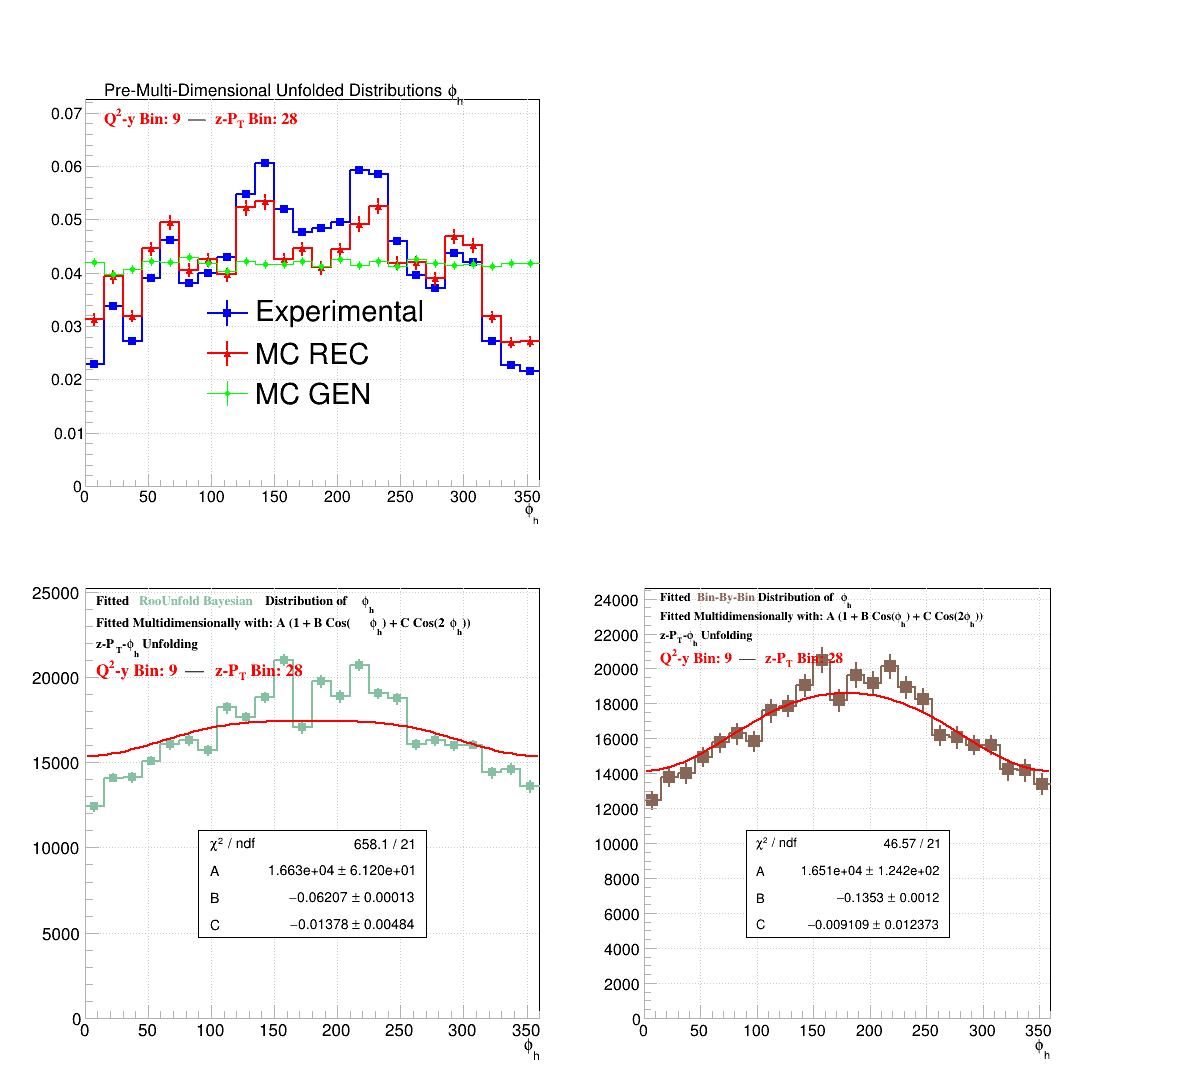 Pre-Multi-Dimensional Unfolded Distributions ϕh
Q²-y Bin: 9 — z-PT Bin: 28
0.07
0.06
0.05
0.04
0.03
0.02
0.01
0
Experimental
MC REC
MC GEN
0 50 100 150 200 250 300 350
ϕh
25000
20000
15000
10000
5000
0
Fitted RooUnfold Bayesian Distribution of ϕh
Fitted Multidimensionally with: A (1 + B Cos( ϕh) + C Cos(2 ϕh))
z-PT-ϕh Unfolding
Q²-y Bin: 9 — z-PT Bin: 28
χ² / ndf 658.1 / 21
A 1.663e+04 ± 6.120e+01
B −0.06207 ± 0.00013
C −0.01378 ± 0.00484
0 50 100 150 200 250 300 350
ϕh
24000
22000
20000
18000
16000
14000
12000
10000
8000
6000
4000
2000
0
Fitted Bin-By-Bin Distribution of ϕh
Fitted Multidimensionally with: A (1 + B Cos(ϕh) + C Cos(2ϕh))
z-PT-ϕh Unfolding
Q²-y Bin: 9 — z-PT Bin: 28
χ² / ndf 46.57 / 21
A 1.651e+04 ± 1.242e+02
B −0.1353 ± 0.0012
C −0.009109 ± 0.012373
0 50 100 150 200 250 300 350
ϕh